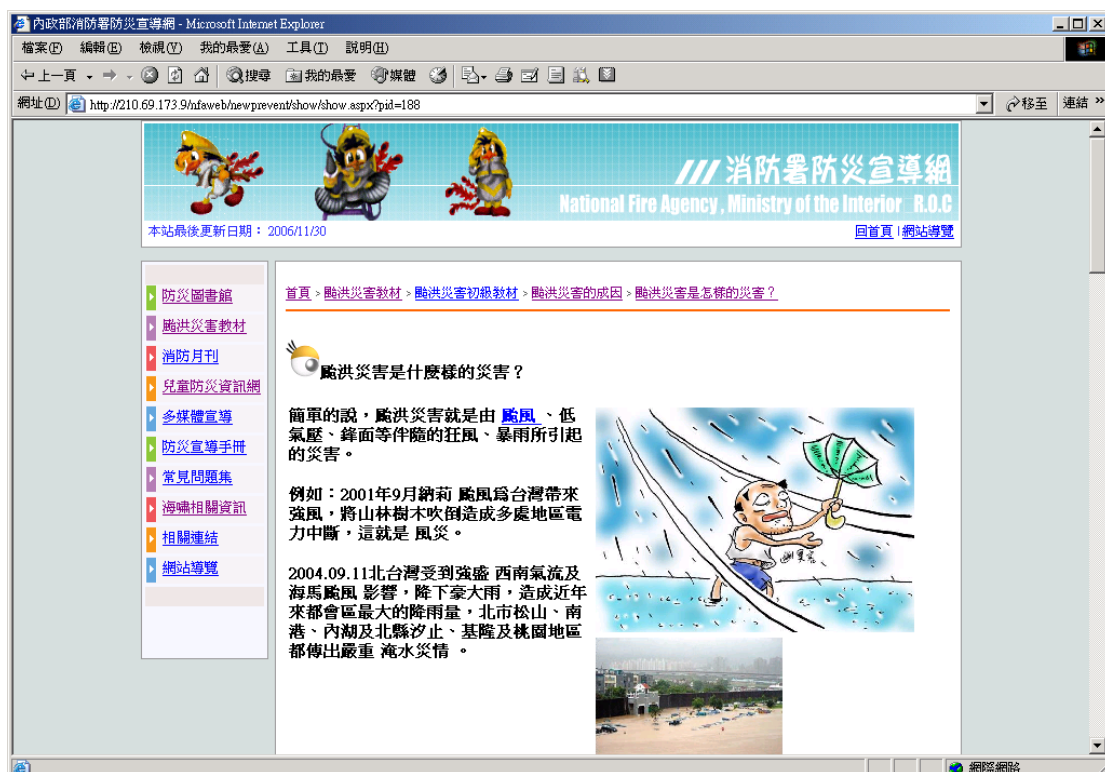 內政部消防署防災宣導網 - Microsoft Internet Explorer
檔案(F) 編輯(E) 檢視(V) 我的最愛(A) 工具(T) 說明(H)
上一頁 搜尋 我的最愛 媒體
網址(D) http://210.69.173.9/nfaweb/newprevent/show/show.aspx?pid=188 移至 連結 »
/// 消防署防災宣導網
National Fire Agency , Ministry of the Interior R.O.C
本站最後更新日期： 2006/11/30 回首頁 | 網站導覽
防災圖書館
颱洪災害教材
消防月刊
兒童防災資訊網
多媒體宣導
防災宣導手冊
常見問題集
海嘯相關資訊
相關連結
網站導覽
首頁 > 颱洪災害教材 > 颱洪災害初級教材 > 颱洪災害的成因 > 颱洪災害是怎樣的災害？
颱洪災害是什麼樣的災害？
簡單的說，颱洪災害就是由 颱風 、低
氣壓、鋒面等伴隨的狂風、暴雨所引起
的災害。
例如：2001年9月納莉 颱風為台灣帶來
強風，將山林樹木吹倒造成多處地區電
力中斷，這就是 風災。
2004.09.11北台灣受到強盛 西南氣流及
海馬颱風 影響，降下豪大雨，造成近年
來都會區最大的降雨量，北市松山、南
港、內湖及北縣汐止、基隆及桃園地區
都傳出嚴重 淹水災情 。
網際網路